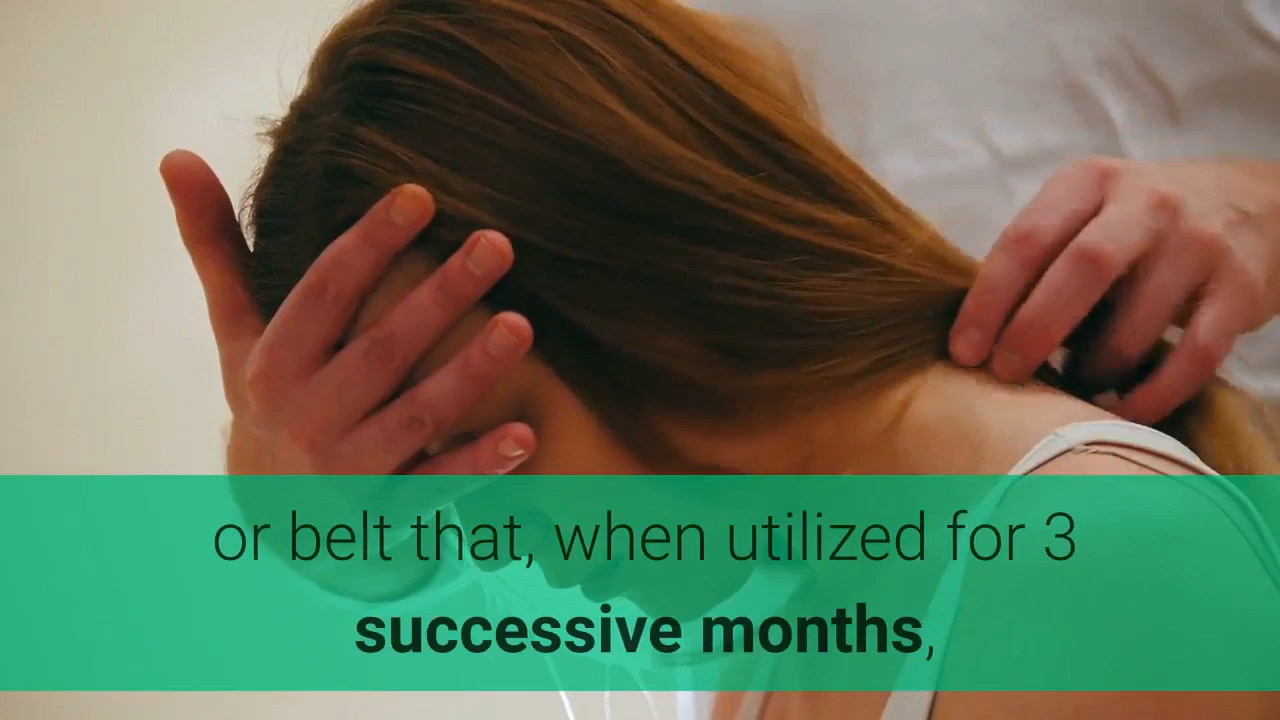 or belt that, when utilized for 3
successive months,